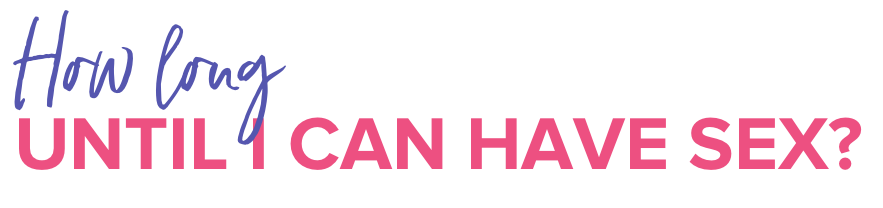 How long
UNTIL I CAN HAVE SEX?